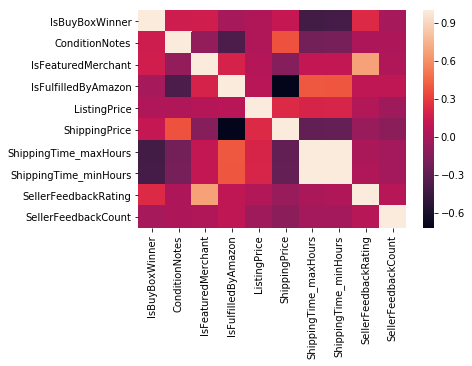 IsBuyBoxWinner
ConditionNotes
IsFeaturedMerchant
IsFulfilledByAmazon
ListingPrice
ShippingPrice
ShippingTime_maxHours
ShippingTime_minHours
SellerFeedbackRating
SellerFeedbackCount
IsBuyBoxWinner
ConditionNotes
IsFeaturedMerchant
IsFulfilledByAmazon
ListingPrice
ShippingPrice
ShippingTime_maxHours
ShippingTime_minHours
SellerFeedbackRating
SellerFeedbackCount
0.9
0.6
0.3
0.0
−0.3
−0.6